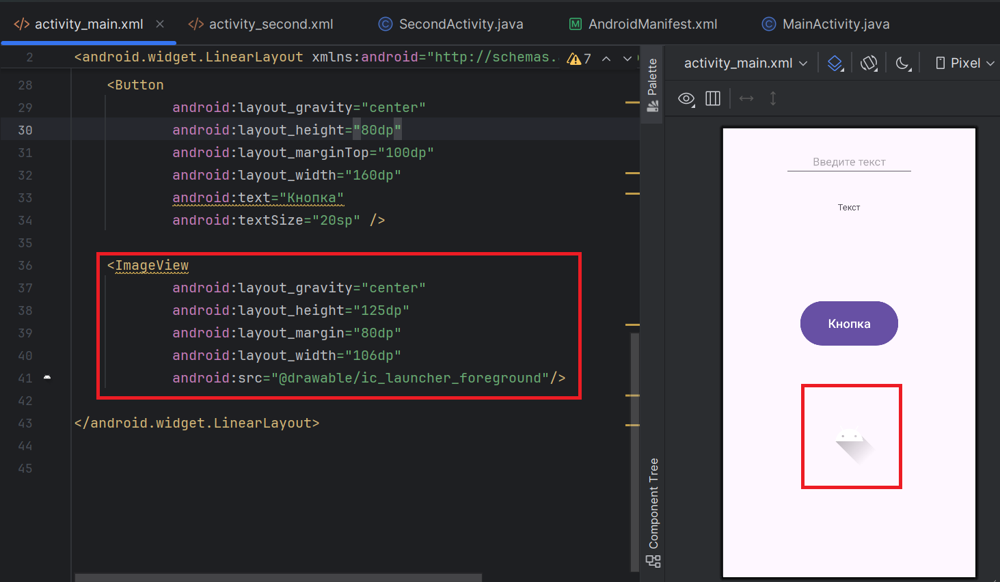 activity_main.xml
activity_second.xml
SecondActivity.java
AndroidManifest.xml
MainActivity.java
2 <android.widget.LinearLayout xmlns:android="http://schemas.
7
28 <Button
29 android:layout_gravity="center"
30 android:layout_height="80dp"
31 android:layout_marginTop="100dp"
32 android:layout_width="160dp"
33 android:text="Кнопка"
34 android:textSize="20sp" />
35
36 <ImageView
37 android:layout_gravity="center"
38 android:layout_height="125dp"
39 android:layout_margin="80dp"
40 android:layout_width="106dp"
41 android:src="@drawable/ic_launcher_foreground"/>
42
43 </android.widget.LinearLayout>
44
45
Palette
Component Tree
activity_main.xml
Pixel
Введите текст
Текст
Кнопка